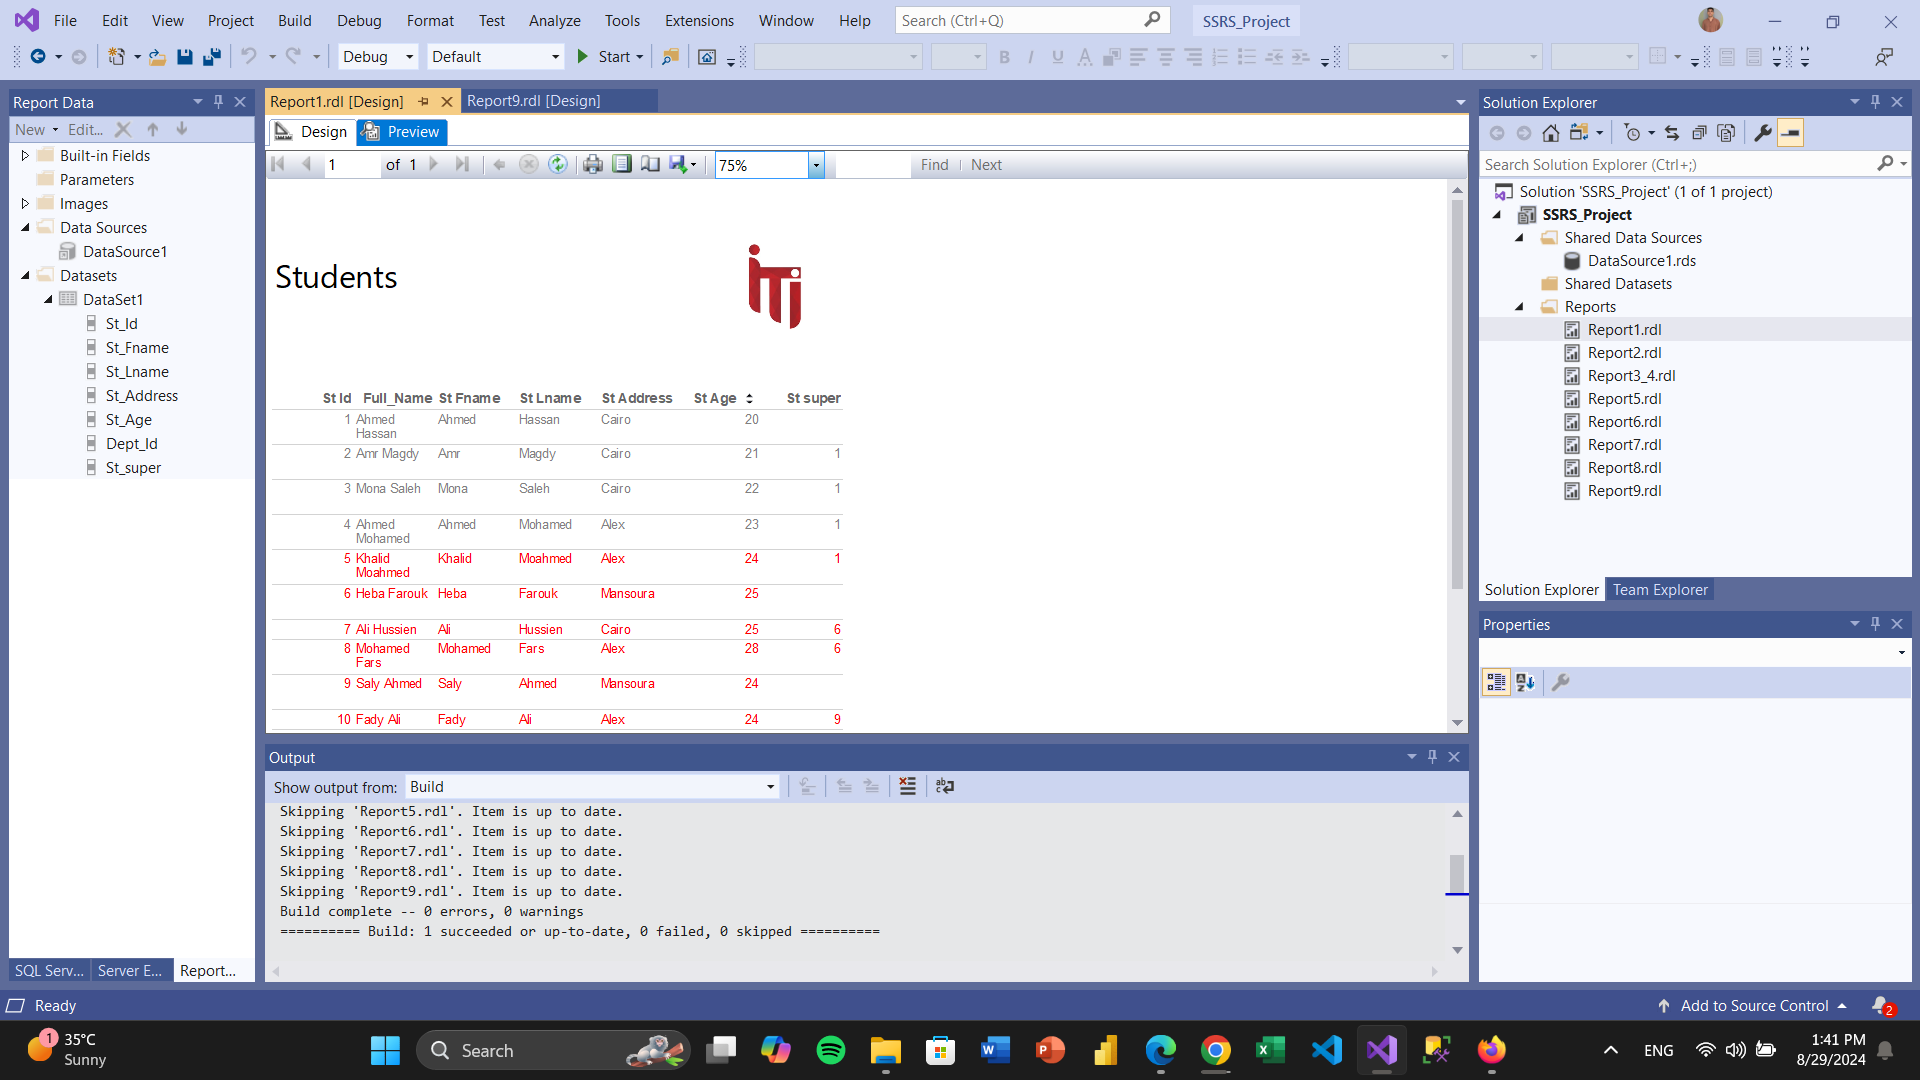 File Edit View Project Build Debug Format Test Analyze Tools Extensions Window Help Search (Ctrl+Q) SSRS_Project
Debug Default Start
Report Data
New Edit...
Built-in Fields
Parameters
Images
Data Sources
DataSource1
Datasets
DataSet1
St_Id
St_Fname
St_Lname
St_Address
St_Age
Dept_Id
St_super
SQL Serv... Server E... Report...
Report1.rdl [Design] Report9.rdl [Design]
Design Preview
1 of 1 75% Find Next
Students
iTi
St Id Full_Name St Fname St Lname St Address St Age St super
1 Ahmed Hassan Ahmed Hassan Cairo 20
2 Amr Magdy Amr Magdy Cairo 21 1
3 Mona Saleh Mona Saleh Cairo 22 1
4 Ahmed Mohamed Ahmed Mohamed Alex 23 1
5 Khalid Moahmed Khalid Moahmed Alex 24 1
6 Heba Farouk Heba Farouk Mansoura 25
7 Ali Hussien Ali Hussien Cairo 25 6
8 Mohamed Fars Mohamed Fars Alex 28 6
9 Saly Ahmed Saly Ahmed Mansoura 24
10 Fady Ali Fady Ali Alex 24 9
Output
Show output from: Build
Skipping 'Report5.rdl'. Item is up to date.
Skipping 'Report6.rdl'. Item is up to date.
Skipping 'Report7.rdl'. Item is up to date.
Skipping 'Report8.rdl'. Item is up to date.
Skipping 'Report9.rdl'. Item is up to date.
Build complete -- 0 errors, 0 warnings
========== Build: 1 succeeded or up-to-date, 0 failed, 0 skipped ==========
Solution Explorer
Search Solution Explorer (Ctrl+;)
Solution 'SSRS_Project' (1 of 1 project)
SSRS_Project
Shared Data Sources
DataSource1.rds
Shared Datasets
Reports
Report1.rdl
Report2.rdl
Report3_4.rdl
Report5.rdl
Report6.rdl
Report7.rdl
Report8.rdl
Report9.rdl
Solution Explorer Team Explorer
Properties
Ready Add to Source Control 2
1 35°C
Sunny
Search
ENG
1:41 PM
8/29/2024